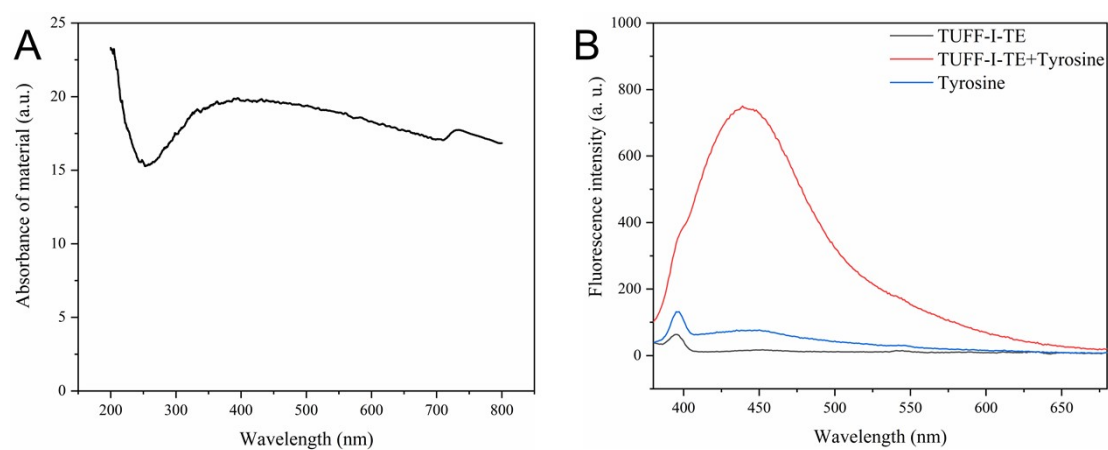 A
Absorbance of material (a.u.)
25
20
15
10
5
0
200 300 400 500 600 700 800
Wavelength (nm)
B
Fluorescence intensity (a. u.)
1000
800
600
400
200
0
TUFF-I-TE
TUFF-I-TE+Tyrosine
Tyrosine
400 450 500 550 600 650
Wavelength (nm)